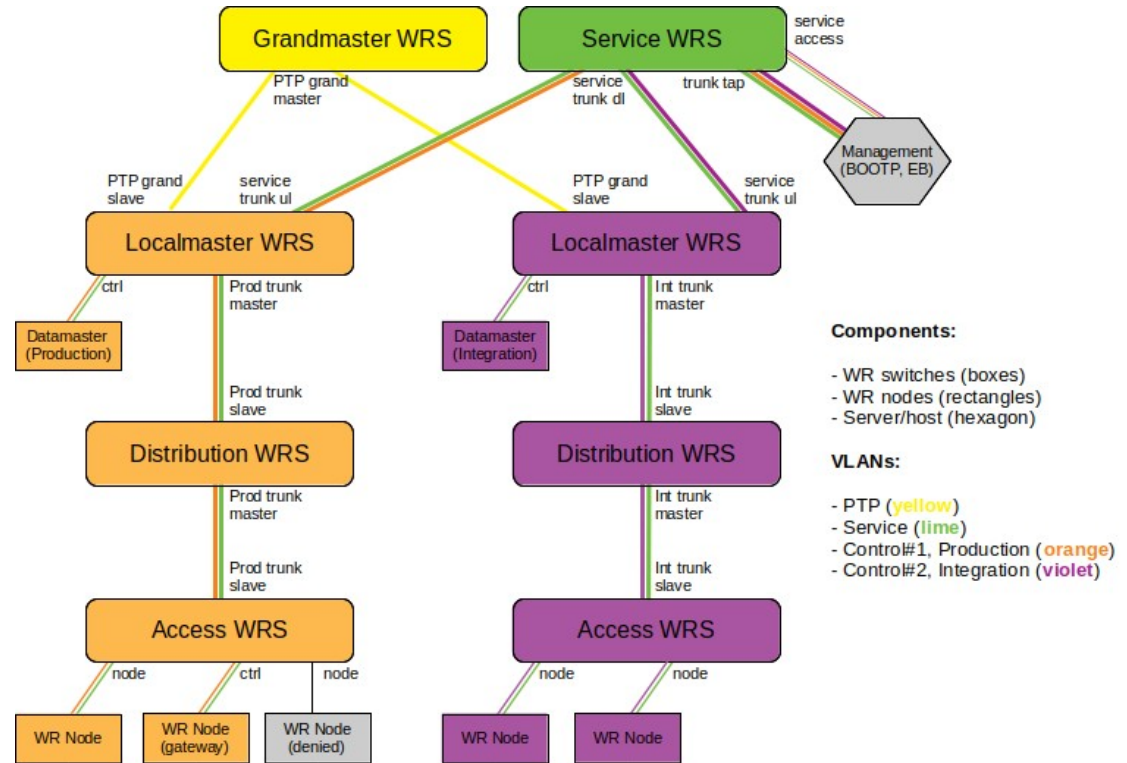 Grandmaster WRS
Service WRS
service
access
PTP grand
master
service
trunk dl
trunk tap
Management
(BOOTP, EB)
PTP grand
slave
service
trunk ul
PTP grand
slave
service
trunk ul
Localmaster WRS
Localmaster WRS
ctrl
Prod trunk
master
ctrl
Int trunk
master
Datamaster
(Production)
Datamaster
(Integration)
Components:
- WR switches (boxes)
- WR nodes (rectangles)
- Server/host (hexagon)
Prod trunk
slave
Int trunk
slave
Distribution WRS
Distribution WRS
VLANs:
- PTP (yellow)
- Service (lime)
- Control#1, Production (orange)
- Control#2, Integration (violet)
Prod trunk
master
Int trunk
master
Prod trunk
slave
Int trunk
slave
Access WRS
Access WRS
node
ctrl
node
node
node
WR Node
WR Node
(gateway)
WR Node
(denied)
WR Node
WR Node